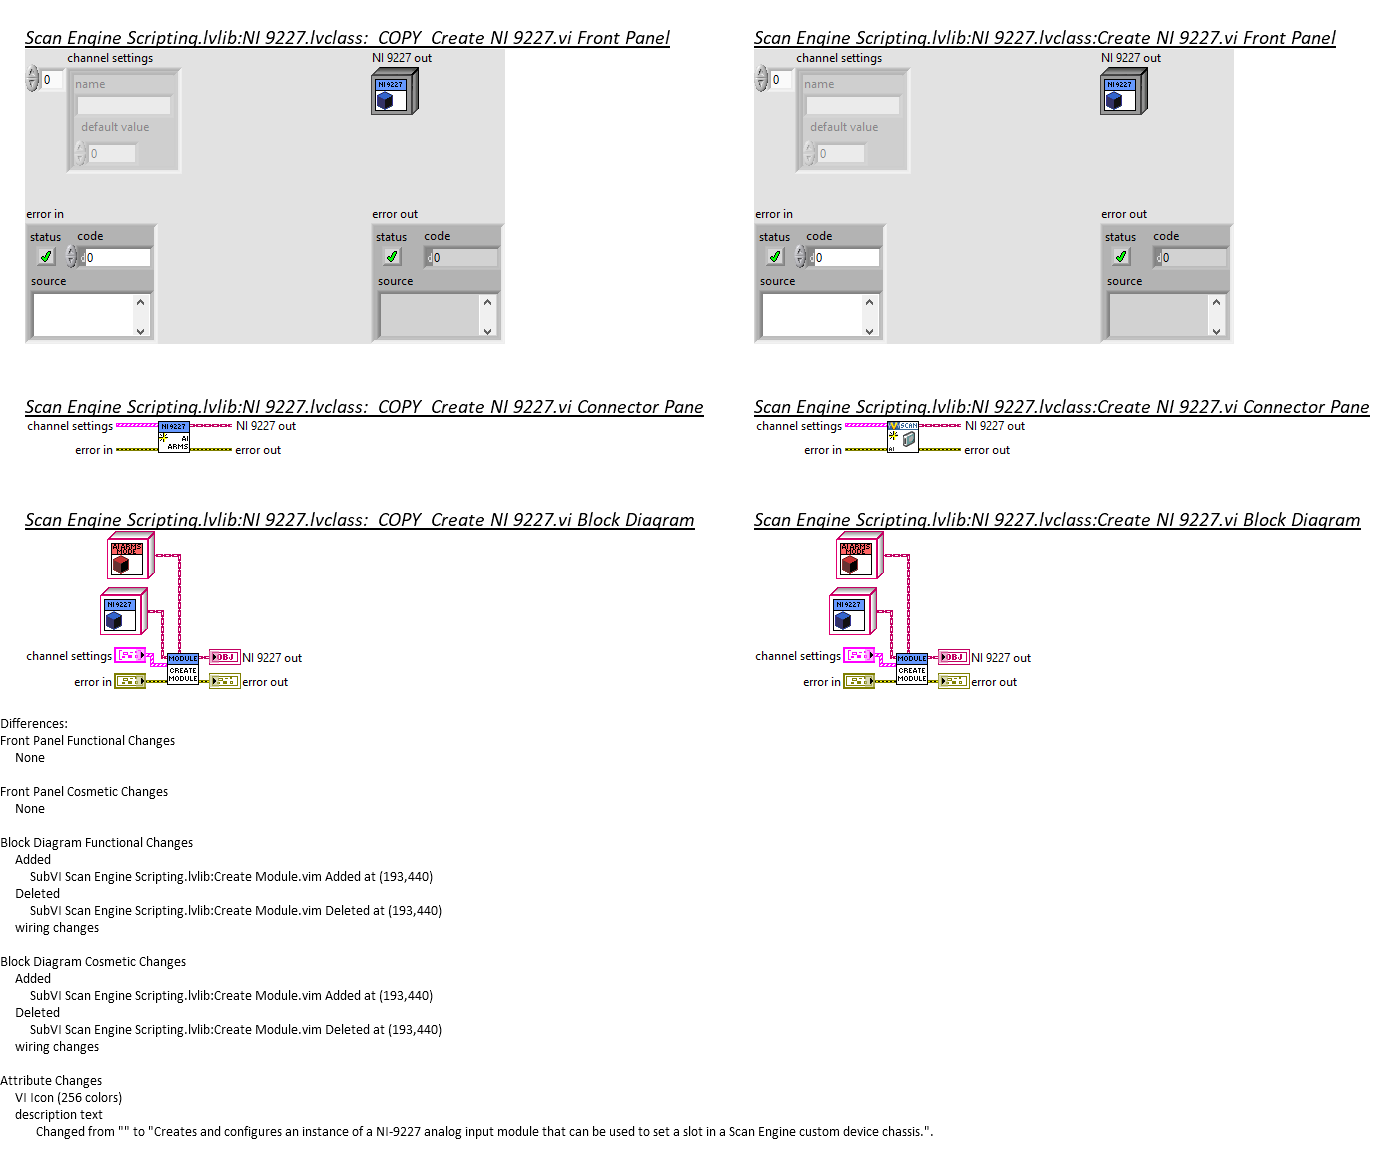 Scan Engine Scripting.lvlib:NI 9227.lvclass:_COPY_Create NI 9227.vi Front Panel
channel settings
NI 9227 out
0
name
NI 9227
default value
0
error in
error out
status code
status code
0
0
source
source
Scan Engine Scripting.lvlib:NI 9227.lvclass:Create NI 9227.vi Front Panel
channel settings
NI 9227 out
0
name
NI 9227
default value
0
error in
error out
status code
status code
0
0
source
source
Scan Engine Scripting.lvlib:NI 9227.lvclass:_COPY_Create NI 9227.vi Connector Pane
channel settings
NI 9227
NI 9227 out
AI
ARMS
error in
error out
Scan Engine Scripting.lvlib:NI 9227.lvclass:Create NI 9227.vi Connector Pane
channel settings
SCAN
NI 9227 out
AI
error in
error out
Scan Engine Scripting.lvlib:NI 9227.lvclass:_COPY_Create NI 9227.vi Block Diagram
AI ARMS
MODE
NI 9227
channel settings
MODULE
OBJ
NI 9227 out
CREATE
MODULE
error in
error out
Scan Engine Scripting.lvlib:NI 9227.lvclass:Create NI 9227.vi Block Diagram
AI ARMS
MODE
NI 9227
channel settings
MODULE
OBJ
NI 9227 out
CREATE
MODULE
error in
error out
Differences:
Front Panel Functional Changes
None
Front Panel Cosmetic Changes
None
Block Diagram Functional Changes
Added
SubVI Scan Engine Scripting.lvlib:Create Module.vim Added at (193,440)
Deleted
SubVI Scan Engine Scripting.lvlib:Create Module.vim Deleted at (193,440)
wiring changes
Block Diagram Cosmetic Changes
Added
SubVI Scan Engine Scripting.lvlib:Create Module.vim Added at (193,440)
Deleted
SubVI Scan Engine Scripting.lvlib:Create Module.vim Deleted at (193,440)
wiring changes
Attribute Changes
VI Icon (256 colors)
description text
Changed from "" to "Creates and configures an instance of a NI-9227 analog input module that can be used to set a slot in a Scan Engine custom device chassis.".